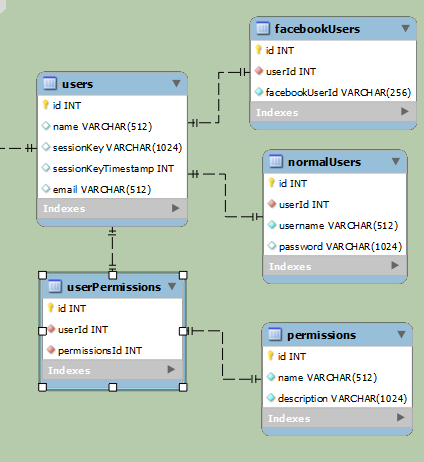 facebookUsers
id INT
userId INT
facebookUserId VARCHAR(256)
Indexes
users
id INT
name VARCHAR(512)
sessionKey VARCHAR(1024)
sessionKeyTimestamp INT
email VARCHAR(512)
Indexes
normalUsers
id INT
userId INT
username VARCHAR(512)
password VARCHAR(1024)
Indexes
userPermissions
id INT
userId INT
permissionsId INT
Indexes
permissions
id INT
name VARCHAR(512)
description VARCHAR(1024)
Indexes